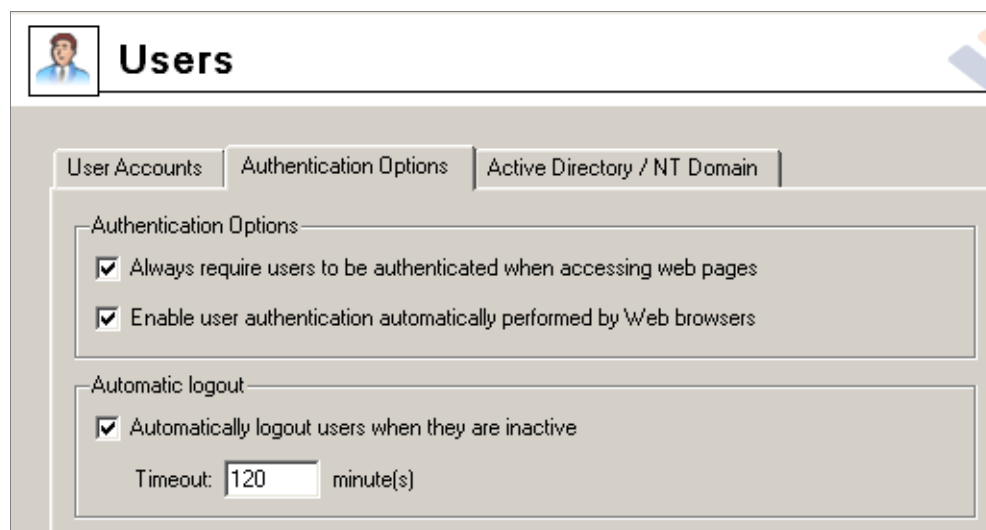 Users
User Accounts
Authentication Options
Active Directory / NT Domain
Authentication Options
Always require users to be authenticated when accessing web pages
Enable user authentication automatically performed by Web browsers
Automatic logout
Automatically logout users when they are inactive
Timeout: 120 minute(s)